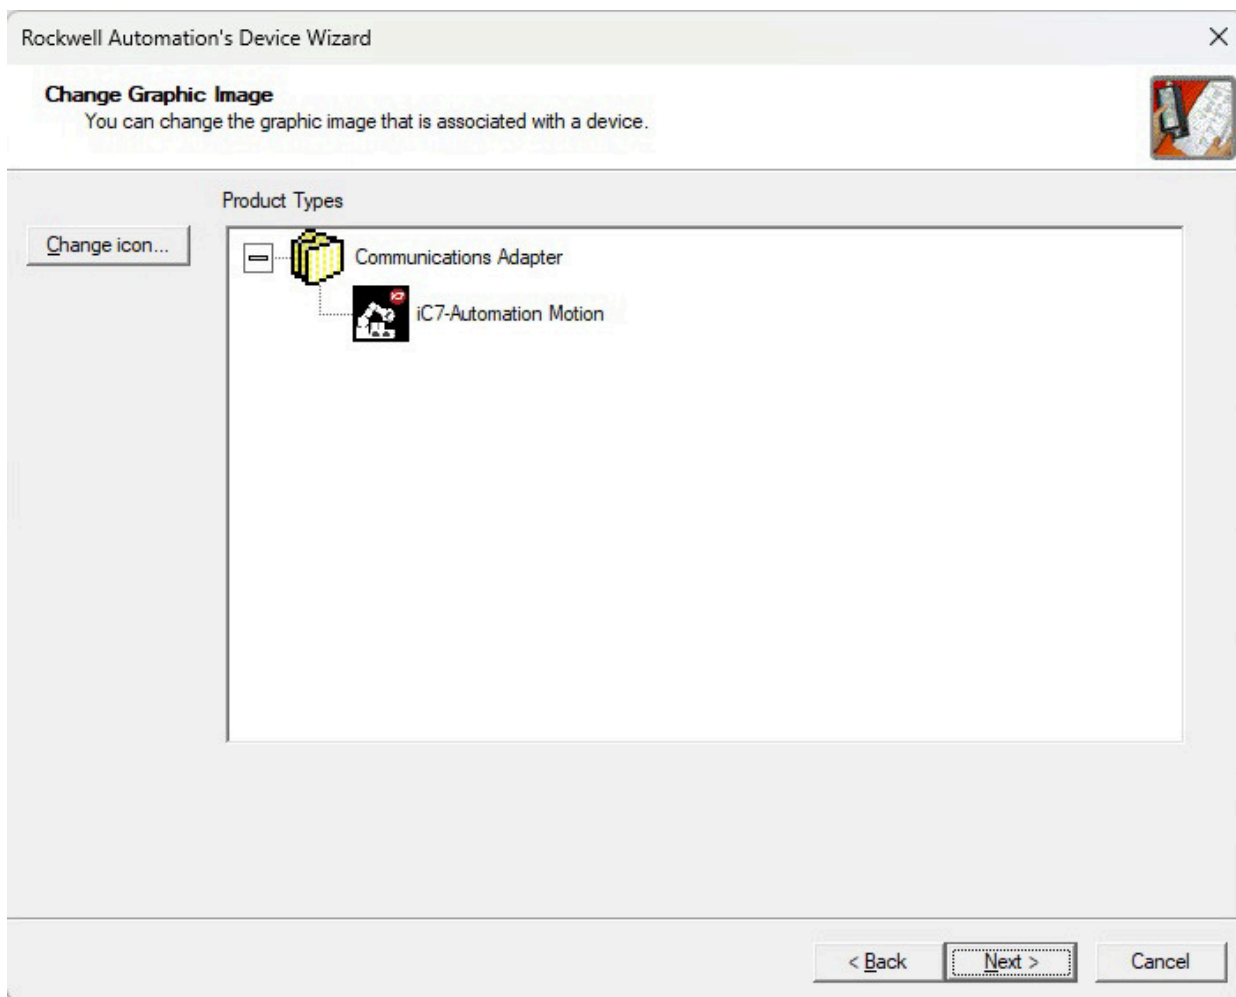 Rockwell Automation's Device Wizard
Change Graphic Image
You can change the graphic image that is associated with a device.
Product Types
Change icon...
Communications Adapter
iC7-Automation Motion
< Back
Next >
Cancel